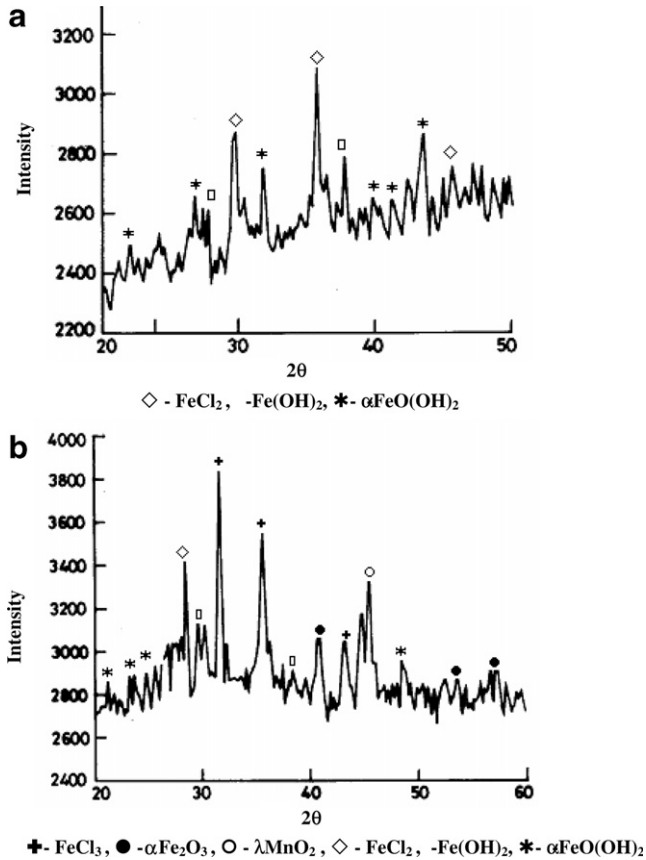 a
3200
3000
2800
2600
2400
2200
Intensity
20 30 40 50
2θ
◇ - FeCl₂, -Fe(OH)₂, ✱- αFeO(OH)₂
b
4000
3800
3600
3400
3200
3000
2800
2600
2400
Intensity
20 30 40 50 60
2θ
✚- FeCl₃, ● -αFe₂O₃, ○ - λMnO₂, ◇ - FeCl₂, -Fe(OH)₂, ✱- αFeO(OH)₂